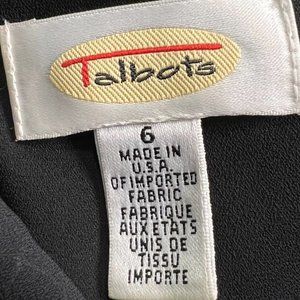 Talbots
6
MADE IN
U.S.A.
OF IMPORTED
FABRIC
FABRIQUE
AUX ETATS
UNIS DE
TISSU
IMPORTE